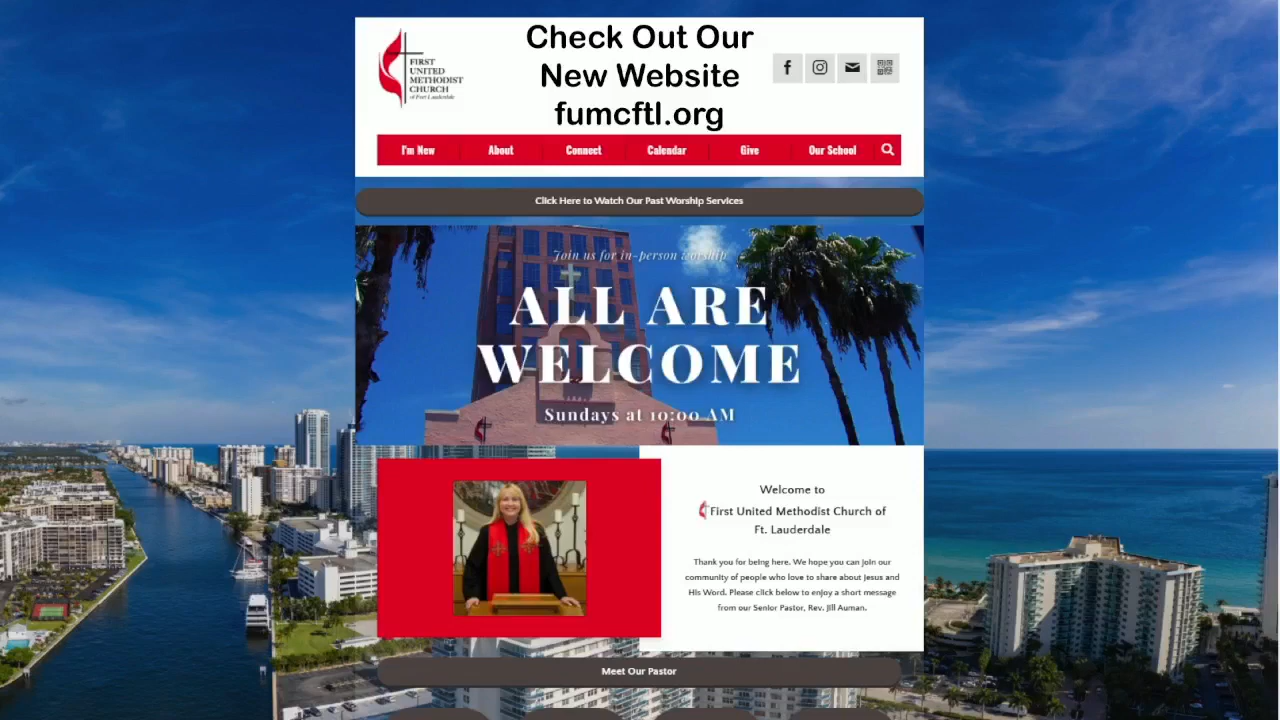 FIRST
UNITED
METHODIST
CHURCH
of Fort Lauderdale
Check Out Our
New Website
fumcftl.org
I'm New
About
Connect
Calendar
Give
Our School
Click Here to Watch Our Past Worship Services
Join us for in-person worship
ALL ARE
WELCOME
Sundays at 10:00 AM
Welcome to
First United Methodist Church of
Ft. Lauderdale
Thank you for being here. We hope you can join our
community of people who love to share about Jesus and
His Word. Please click below to enjoy a short message
from our Senior Pastor, Rev. Jill Auman.
Meet Our Pastor